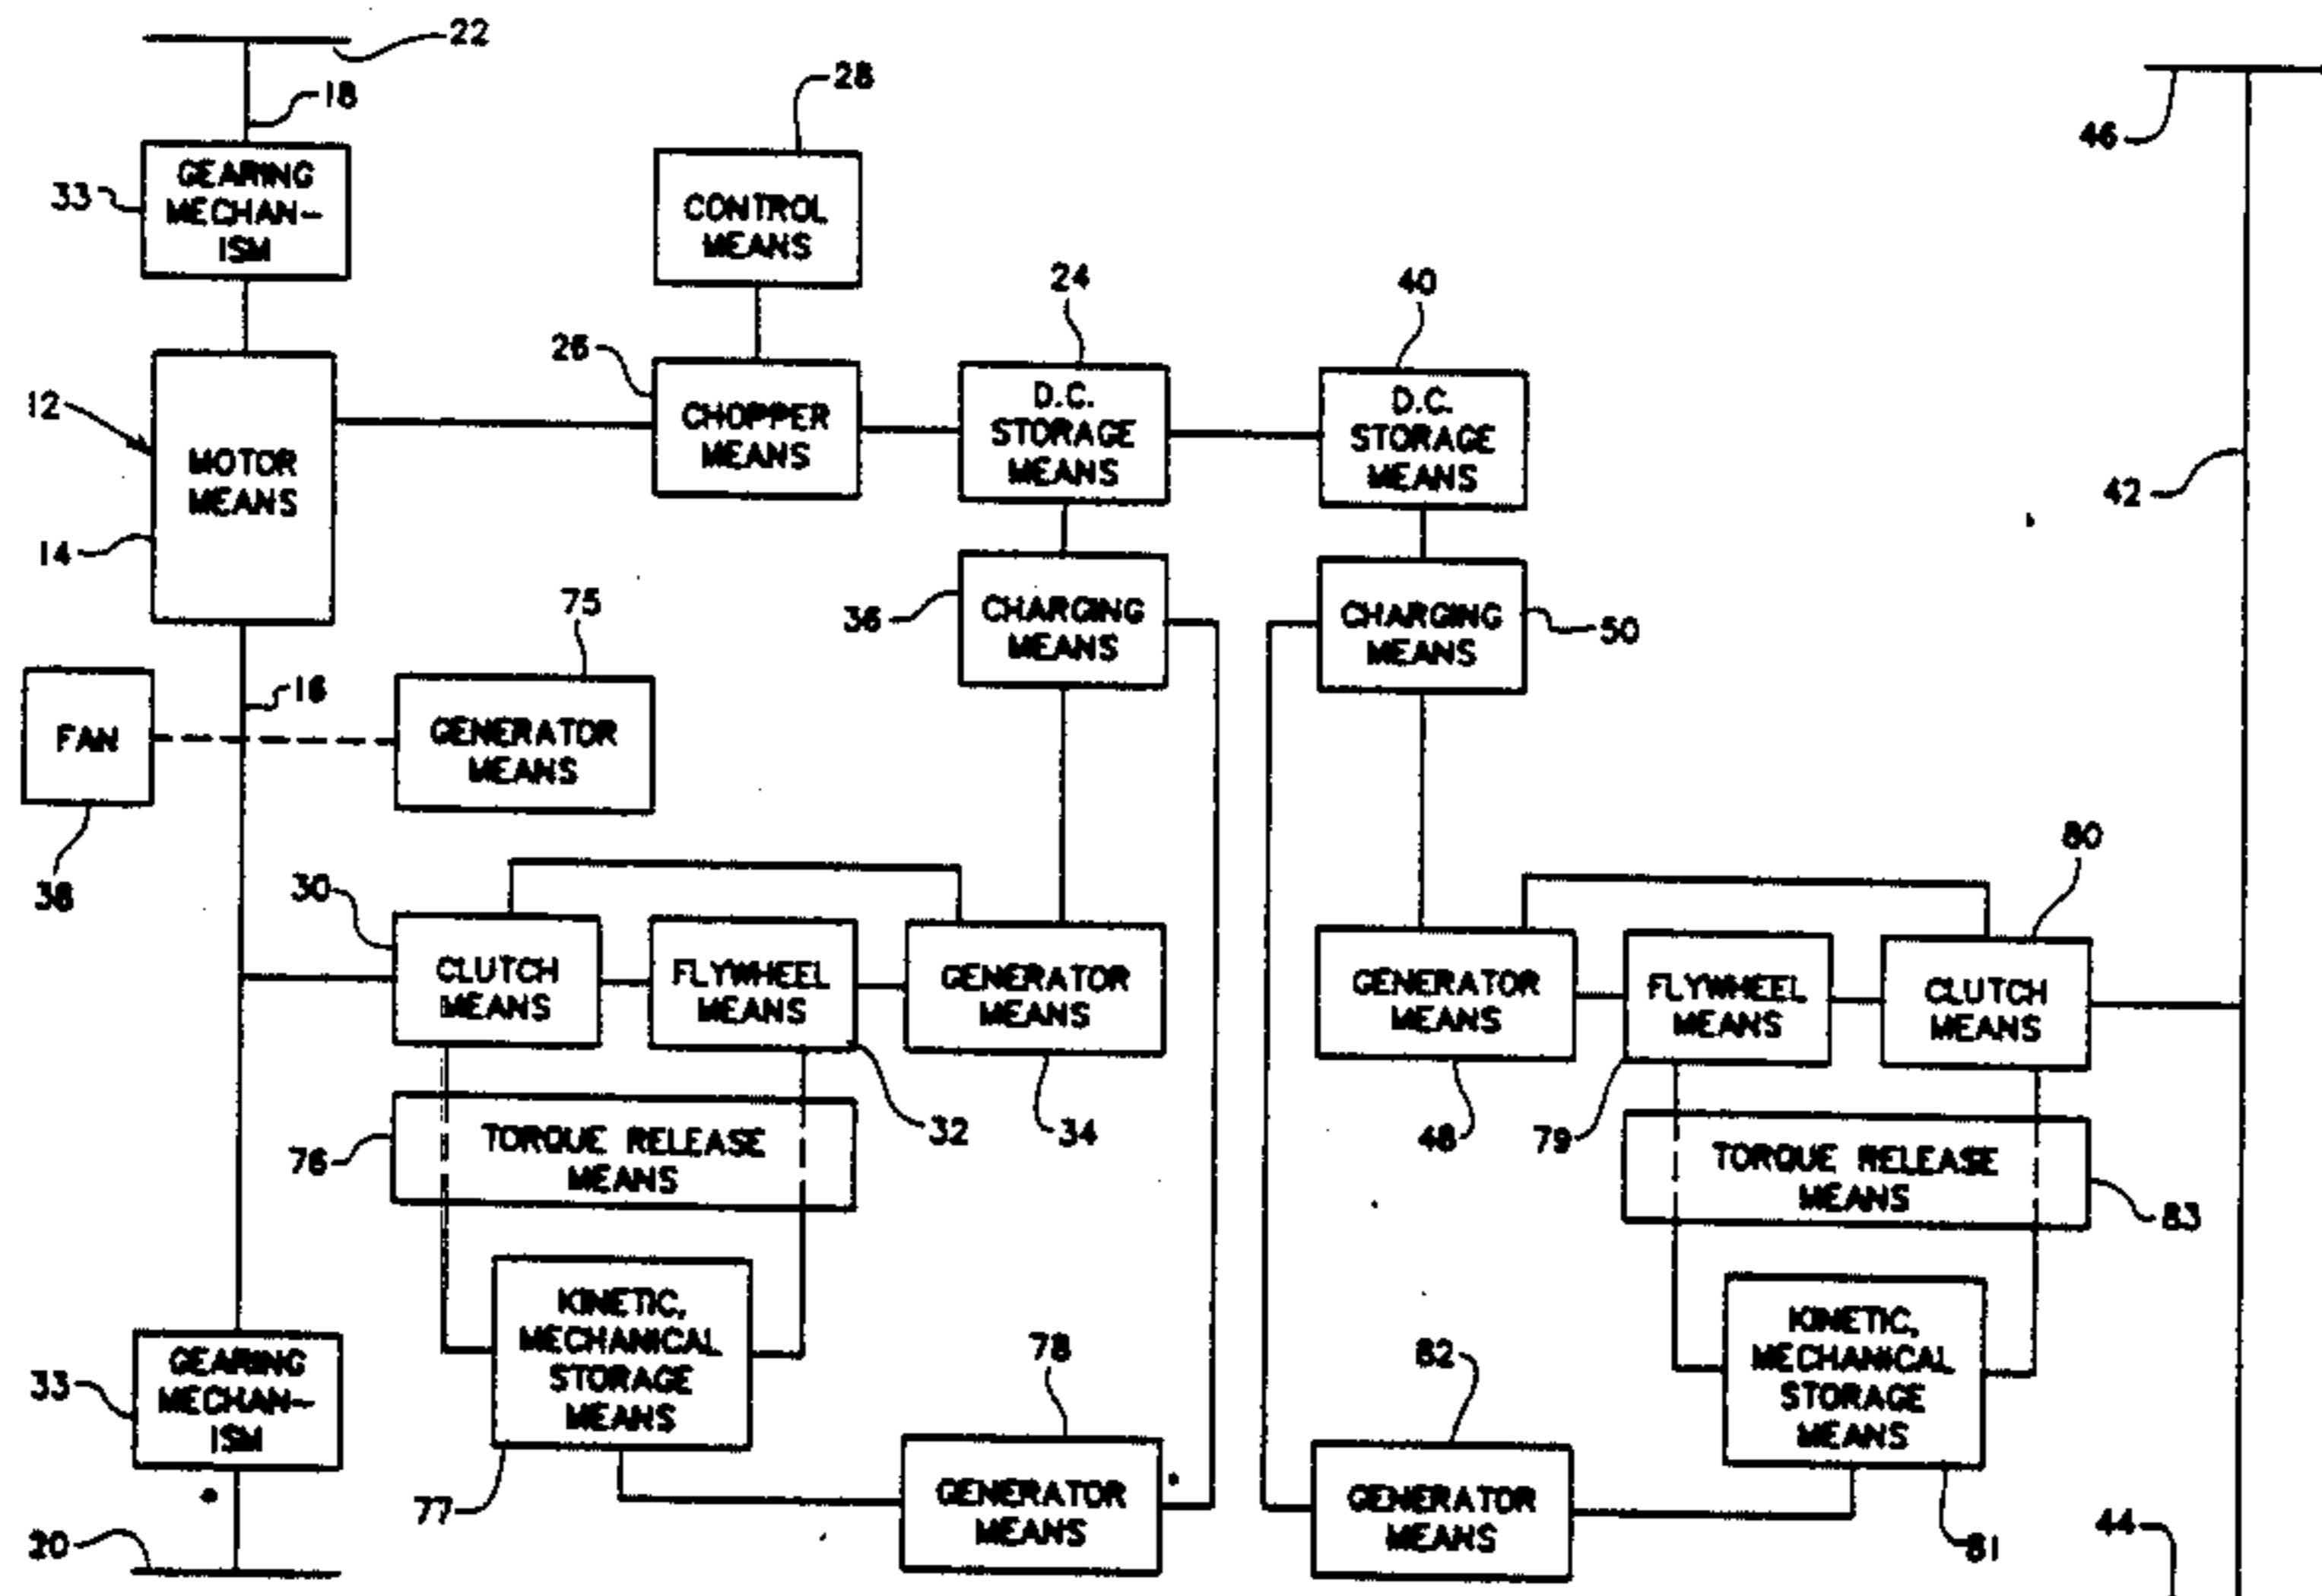 22
18
28
46
33
GEARING
MECHAN-
ISM
CONTROL
MEANS
24
40
26
12
MOTOR
MEANS
14
CHOPPER
MEANS
D.C.
STORAGE
MEANS
D.C.
STORAGE
MEANS
42
36
CHARGING
MEANS
CHARGING
MEANS
50
75
16
FAN
38
GENERATOR
MEANS
80
30
CLUTCH
MEANS
FLYWHEEL
MEANS
GENERATOR
MEANS
GENERATOR
MEANS
FLYWHEEL
MEANS
CLUTCH
MEANS
32
34
48
79
76
TORQUE RELEASE
MEANS
TORQUE RELEASE
MEANS
83
KINETIC,
MECHANICAL
STORAGE
MEANS
77
78
82
KINETIC,
MECHANICAL
STORAGE
MEANS
81
33
GEARING
MECHAN-
ISM
GENERATOR
MEANS
GENERATOR
MEANS
20
44